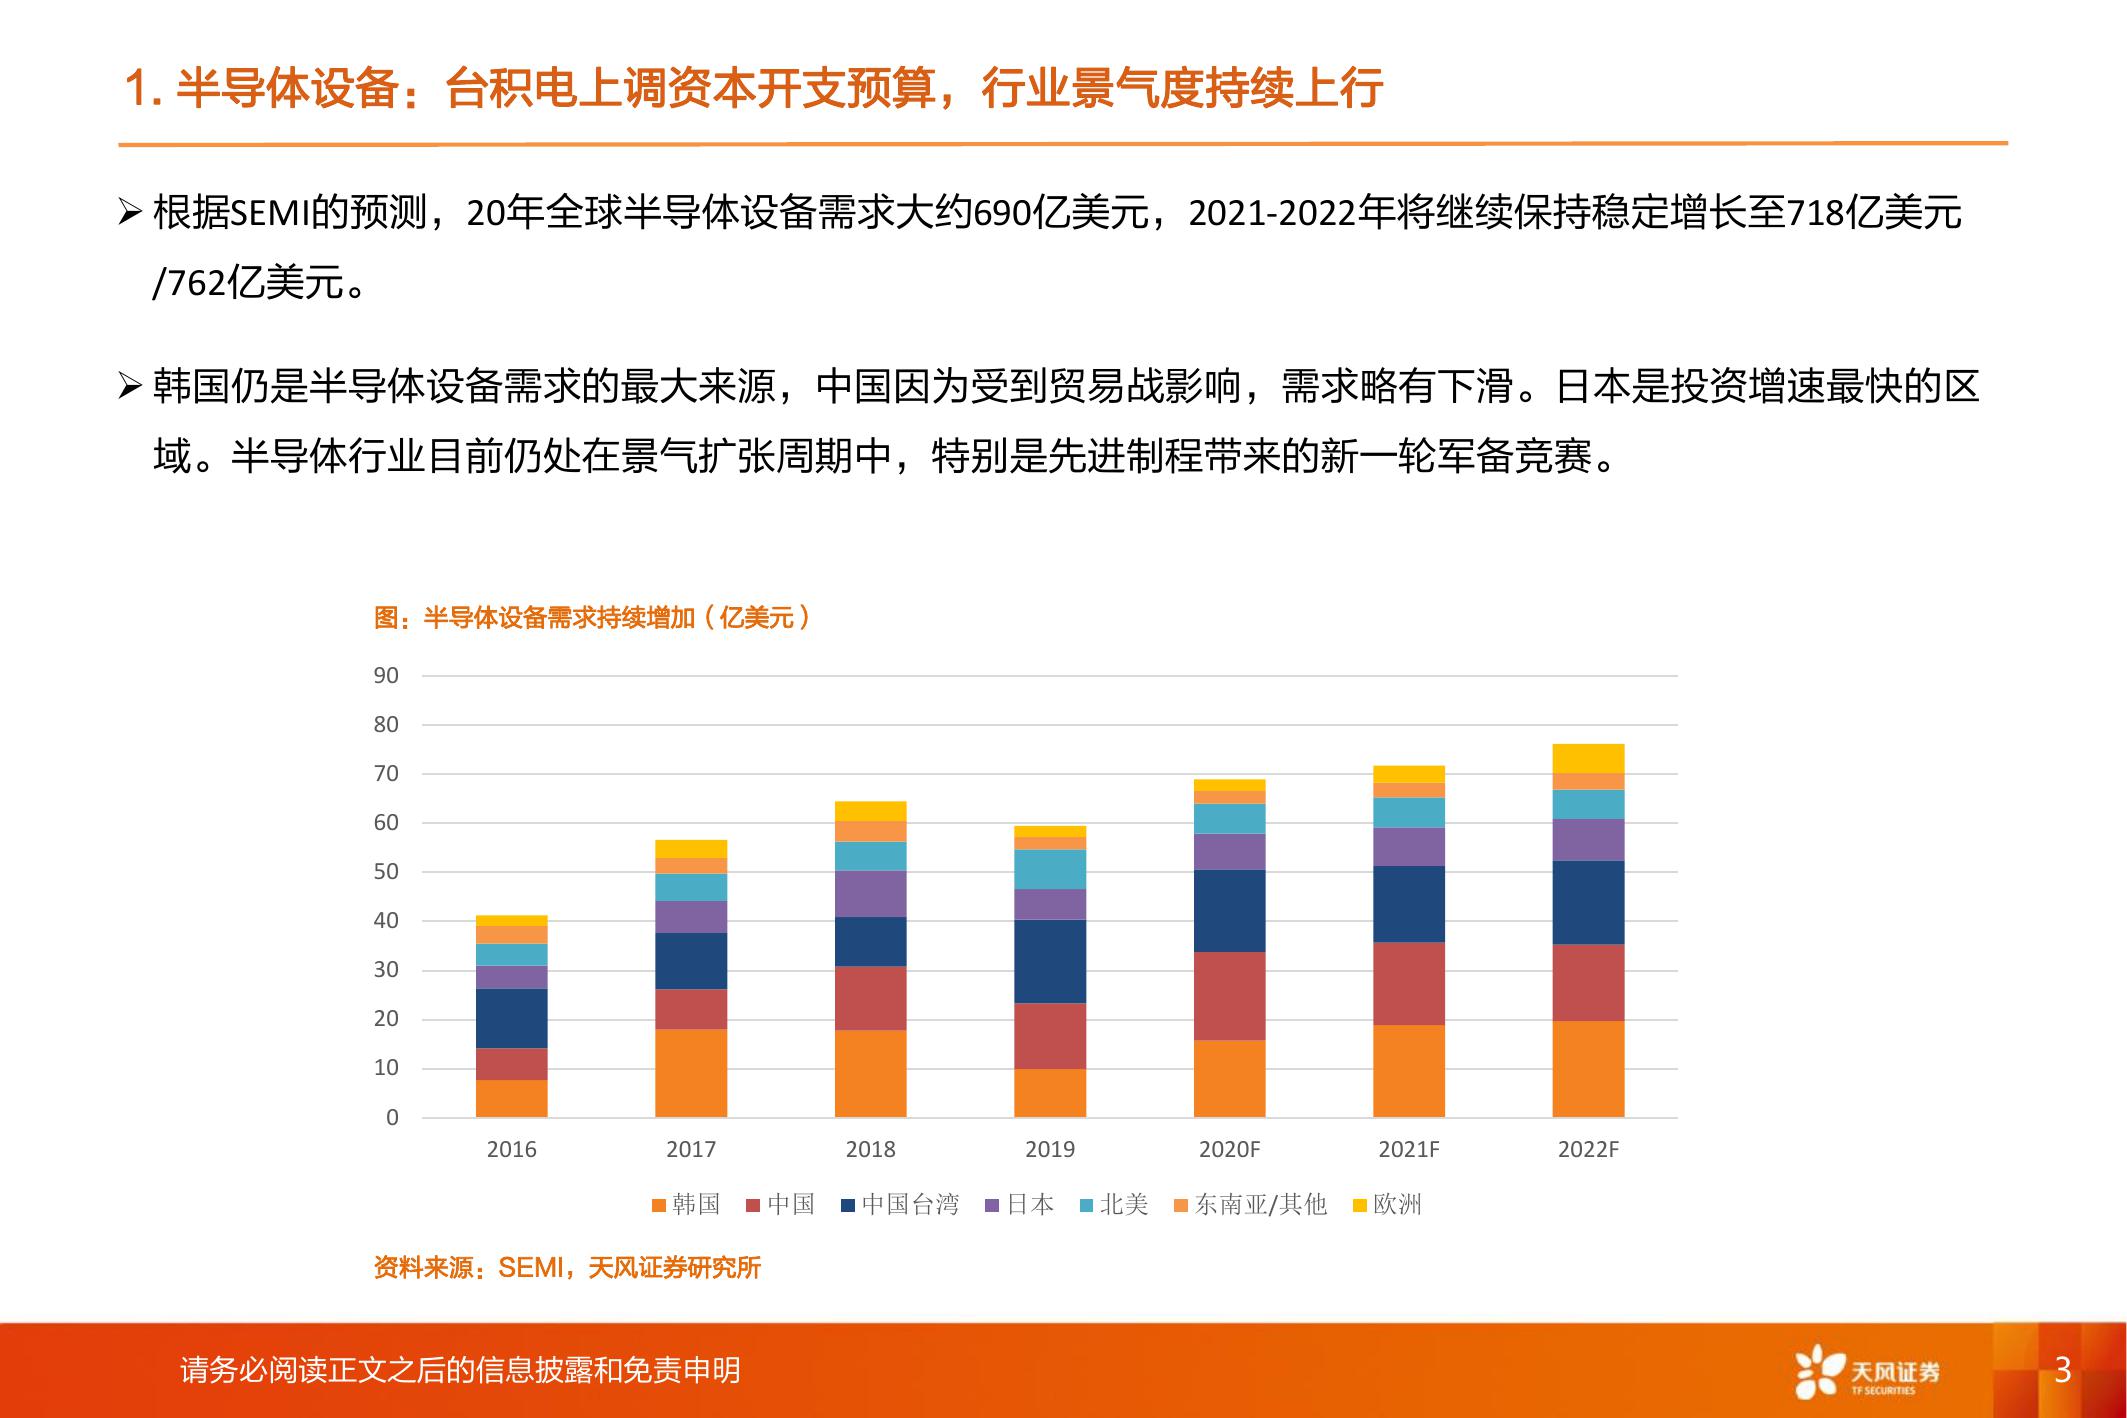 1. 半导体设备：台积电上调资本开支预算，行业景气度持续上行
➢ 根据SEMI的预测，20年全球半导体设备需求大约690亿美元，2021-2022年将继续保持稳定增长至718亿美元
/762亿美元。
➢ 韩国仍是半导体设备需求的最大来源，中国因为受到贸易战影响，需求略有下滑。日本是投资增速最快的区
域。半导体行业目前仍处在景气扩张周期中，特别是先进制程带来的新一轮军备竞赛。
图：半导体设备需求持续增加（亿美元）
90
80
70
60
50
40
30
20
10
0
2016 2017 2018 2019 2020F 2021F 2022F
韩国 中国 中国台湾 日本 北美 东南亚/其他 欧洲
资料来源：SEMI，天风证券研究所
请务必阅读正文之后的信息披露和免责申明
天风证券
TF SECURITIES
3